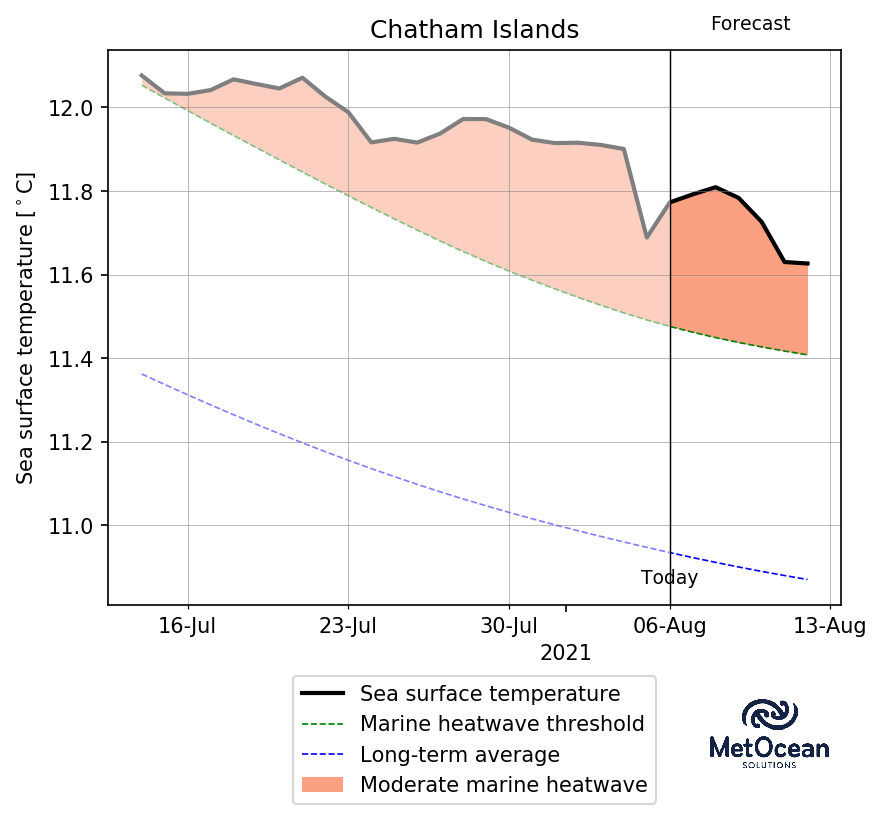 Chatham Islands
Forecast
Sea surface temperature [°C]
12.0
11.8
11.6
11.4
11.2
11.0
Today
16-Jul 23-Jul 30-Jul 06-Aug 13-Aug
2021
Sea surface temperature
Marine heatwave threshold
Long-term average
Moderate marine heatwave
MetOcean
SOLUTIONS